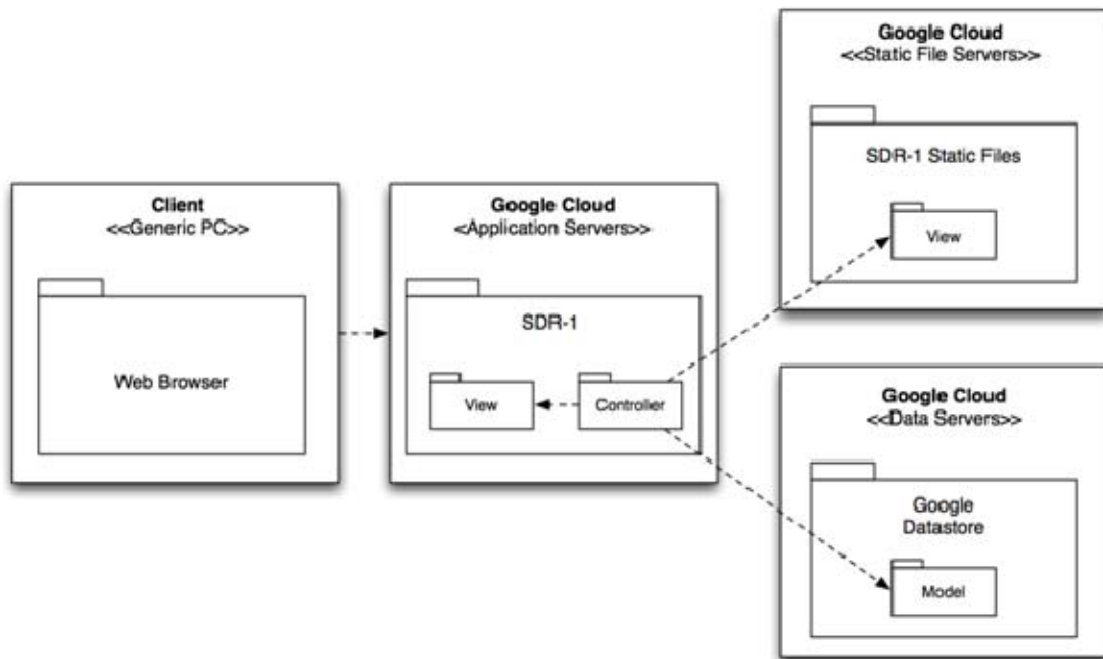 Client
<<Generic PC>>
Web Browser
Google Cloud
<Application Servers>>
SDR-1
View
Controller
Google Cloud
<<Static File Servers>>
SDR-1 Static Files
View
Google Cloud
<<Data Servers>>
Google
Datastore
Model